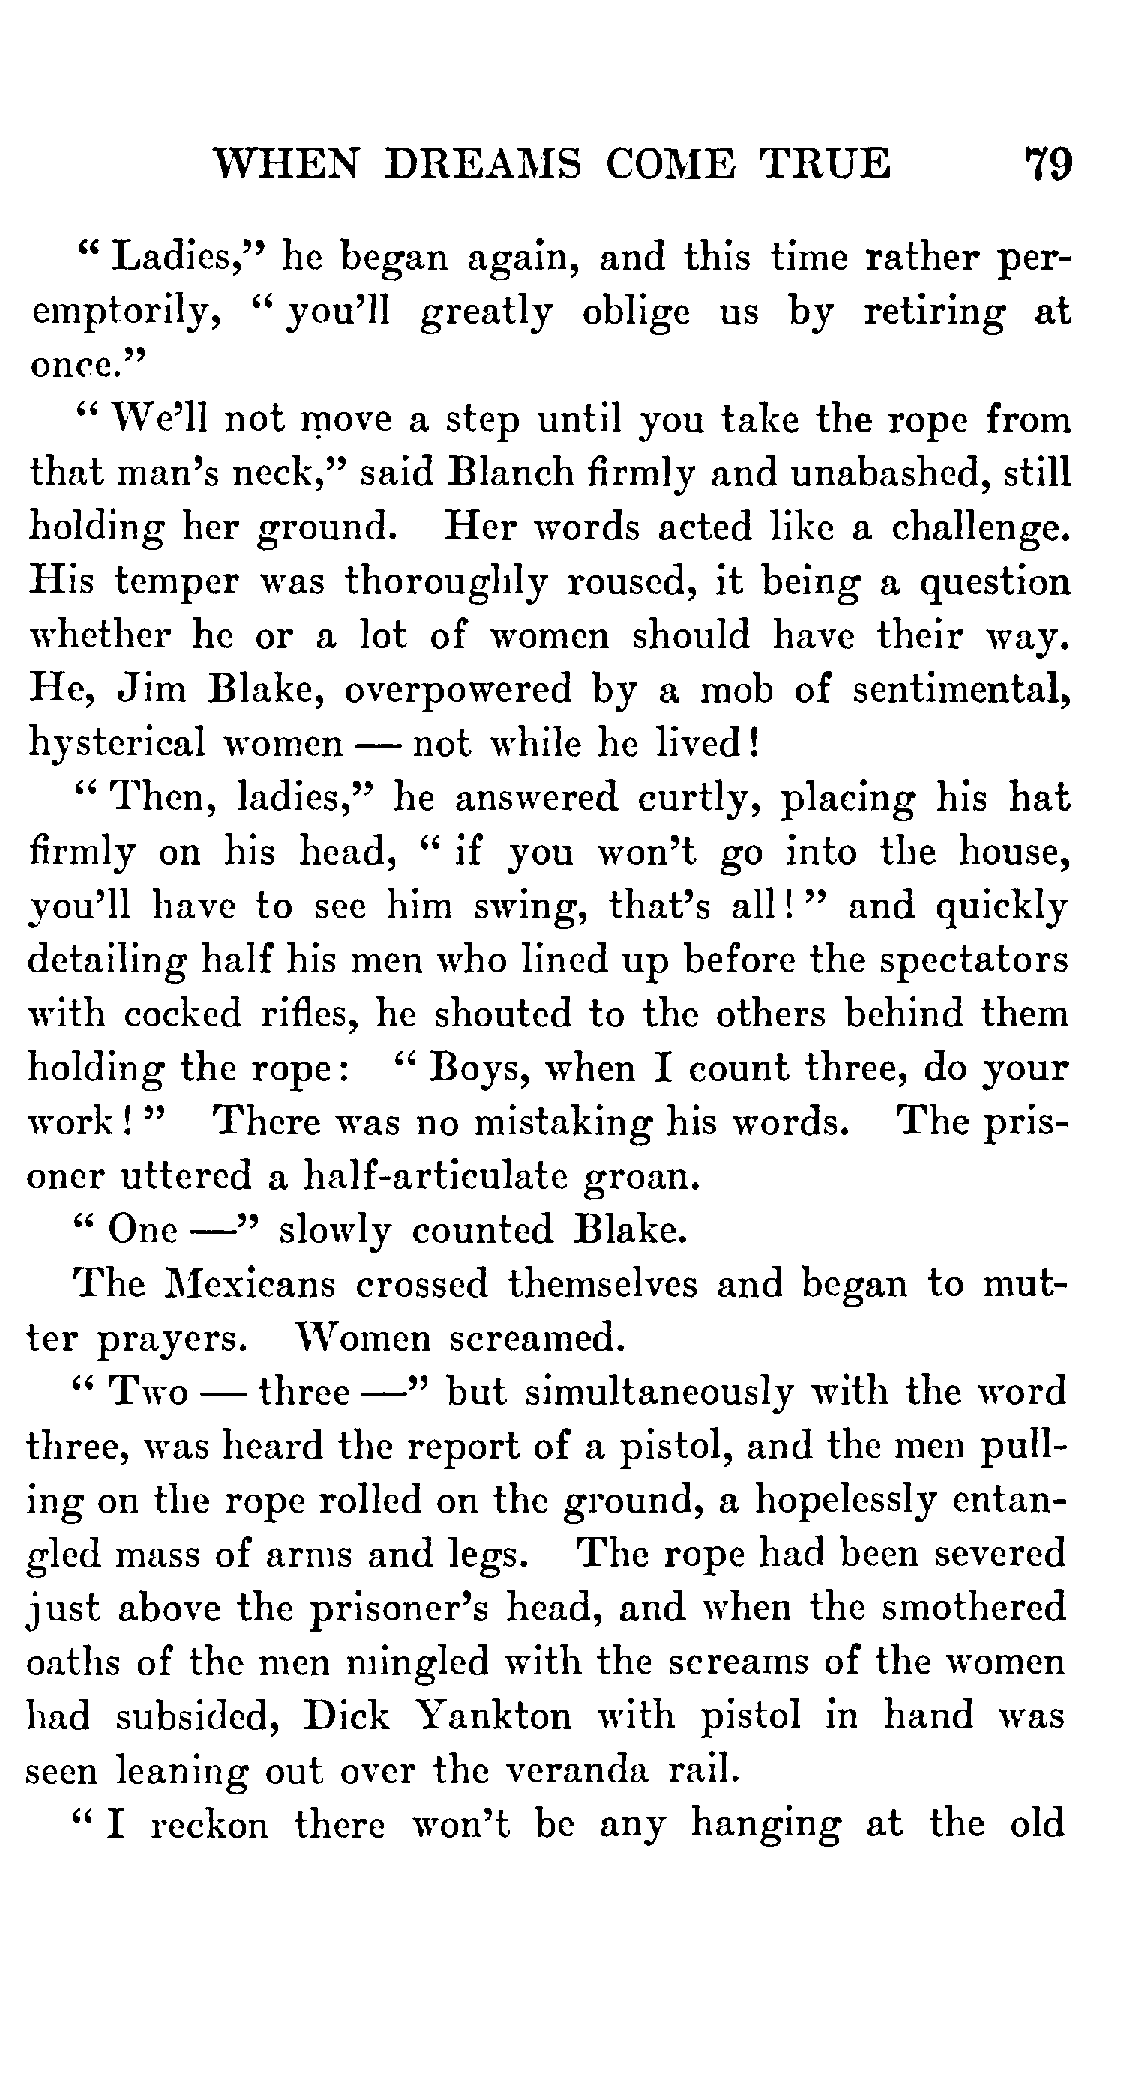 WHEN DREAMS COME TRUE 79
“ Ladies,” he began again, and this time rather per-
emptorily, “ you’ll greatly oblige us by retiring at
once.”
“ We’ll not move a step until you take the rope from
that man’s neck,” said Blanch firmly and unabashed, still
holding her ground. Her words acted like a challenge.
His temper was thoroughly roused, it being a question
whether he or a lot of women should have their way.
He, Jim Blake, overpowered by a mob of sentimental,
hysterical women — not while he lived!
“ Then, ladies,” he answered curtly, placing his hat
firmly on his head, “ if you won’t go into the house,
you’ll have to see him swing, that’s all! ” and quickly
detailing half his men who lined up before the spectators
with cocked rifles, he shouted to the others behind them
holding the rope: “ Boys, when I count three, do your
work! ” There was no mistaking his words. The pris-
oner uttered a half-articulate groan.
“ One —” slowly counted Blake.
The Mexicans crossed themselves and began to mut-
ter prayers. Women screamed.
“ Two — three —” but simultaneously with the word
three, was heard the report of a pistol, and the men pull-
ing on the rope rolled on the ground, a hopelessly entan-
gled mass of arms and legs. The rope had been severed
just above the prisoner’s head, and when the smothered
oaths of the men mingled with the screams of the women
had subsided, Dick Yankton with pistol in hand was
seen leaning out over the veranda rail.
“ I reckon there won’t be any hanging at the old